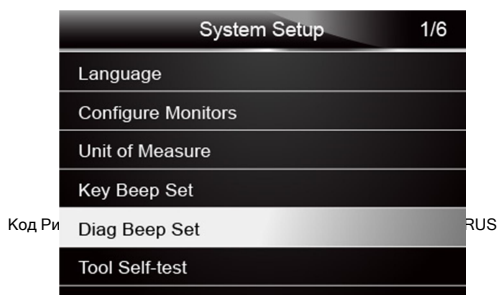 System Setup 1/6
Language
Configure Monitors
Unit of Measure
Key Beep Set
Diag Beep Set
Tool Self-test
Код Ри RUS